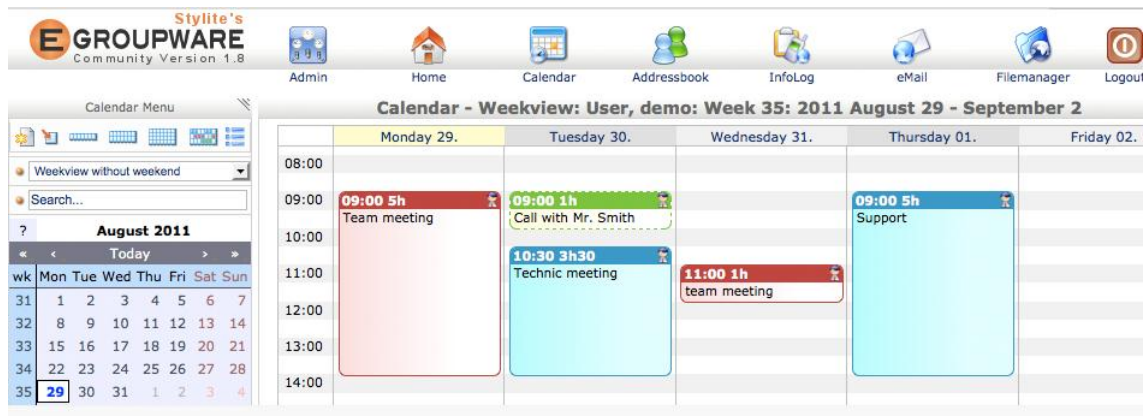 Stylite's
EGROUPWARE
Community Version 1.8
Admin
Home
Calendar
Addressbook
InfoLog
eMail
Filemanager
Logout
Calendar Menu
Calendar - Weekview: User, demo: Week 35: 2011 August 29 - September 2
Weekview without weekend
Search...
? August 2011
« ‹ Today › »
wk Mon Tue Wed Thu Fri Sat Sun
31 1 2 3 4 5 6 7
32 8 9 10 11 12 13 14
33 15 16 17 18 19 20 21
34 22 23 24 25 26 27 28
35 29 30 31 1 2 3 4
Monday 29.
Tuesday 30.
Wednesday 31.
Thursday 01.
Friday 02.
08:00
09:00
10:00
11:00
12:00
13:00
14:00
09:00 5h
Team meeting
09:00 1h
Call with Mr. Smith
10:30 3h30
Technic meeting
11:00 1h
team meeting
09:00 5h
Support